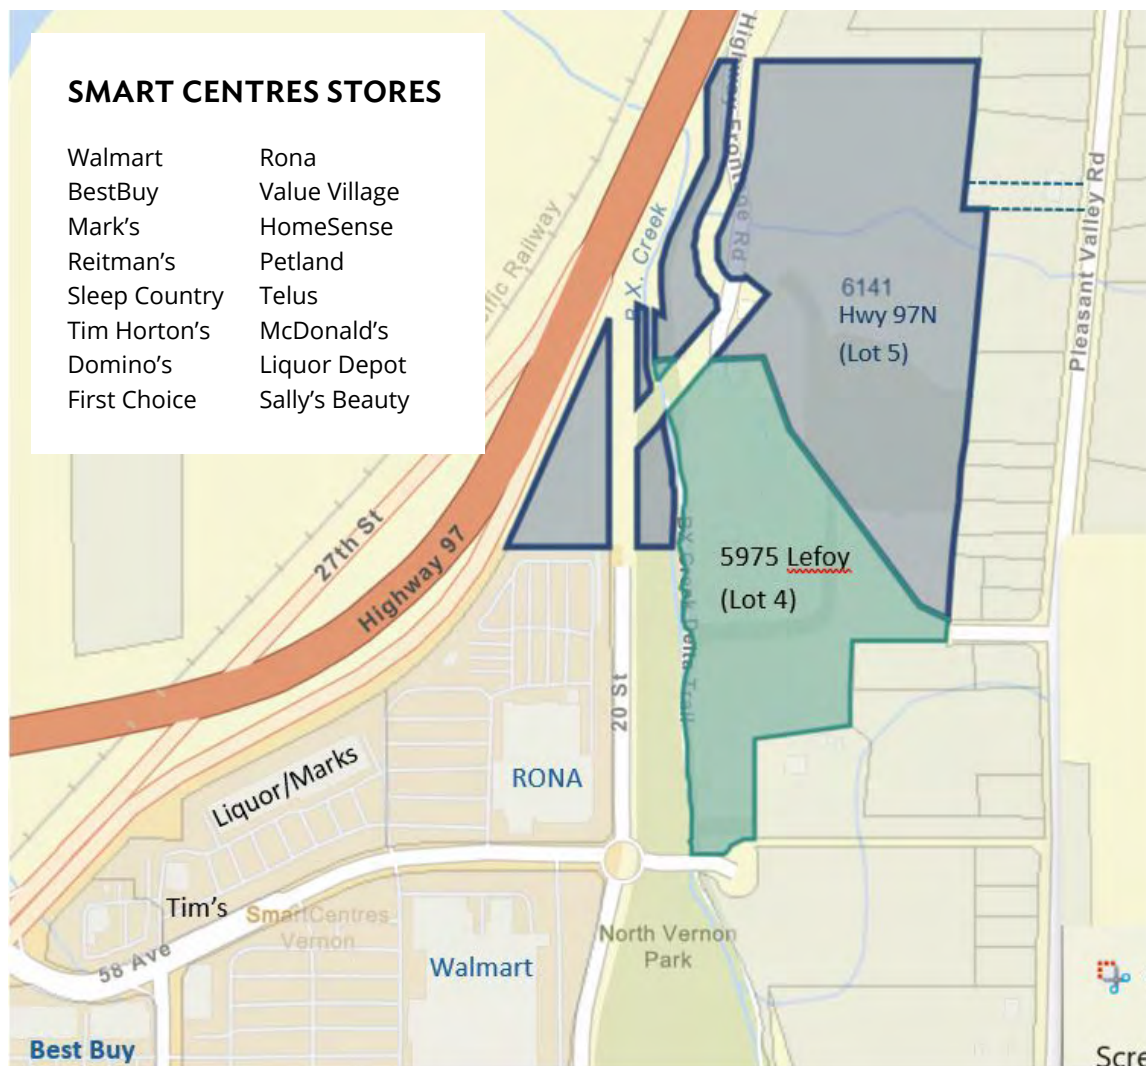 SMART CENTRES STORES
Walmart
BestBuy
Mark's
Reitman's
Sleep Country
Tim Horton's
Domino's
First Choice
Rona
Value Village
HomeSense
Petland
Telus
McDonald's
Liquor Depot
Sally's Beauty
Railway
B. X. Creek
Highway Frontage Rd
Pleasant Valley Rd
6141
Hwy 97N
(Lot 5)
27th St
Highway 97
5975 Lefoy
(Lot 4)
BX Creek Delta Trail
20 St
RONA
Liquor/Marks
Tim's
SmartCentres
Vernon
58 Ave
Walmart
North Vernon
Park
Best Buy
Scre